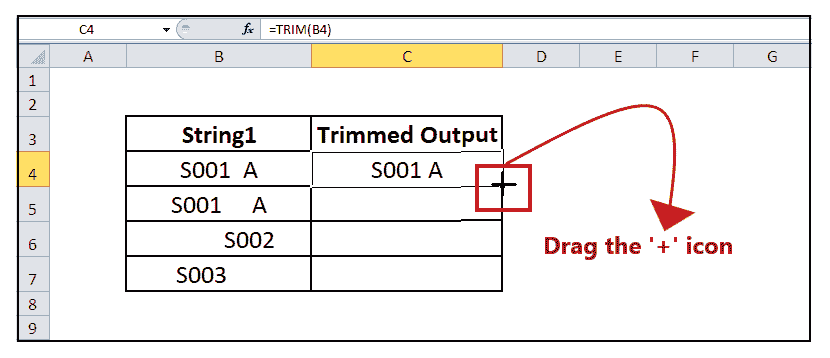 C4 fx =TRIM(B4)
A B C D E F G
1
2
3 String1 Trimmed Output
4 S001  A S001 A
5 S001    A
6 S002
7 S003
8
9
Drag the '+' icon